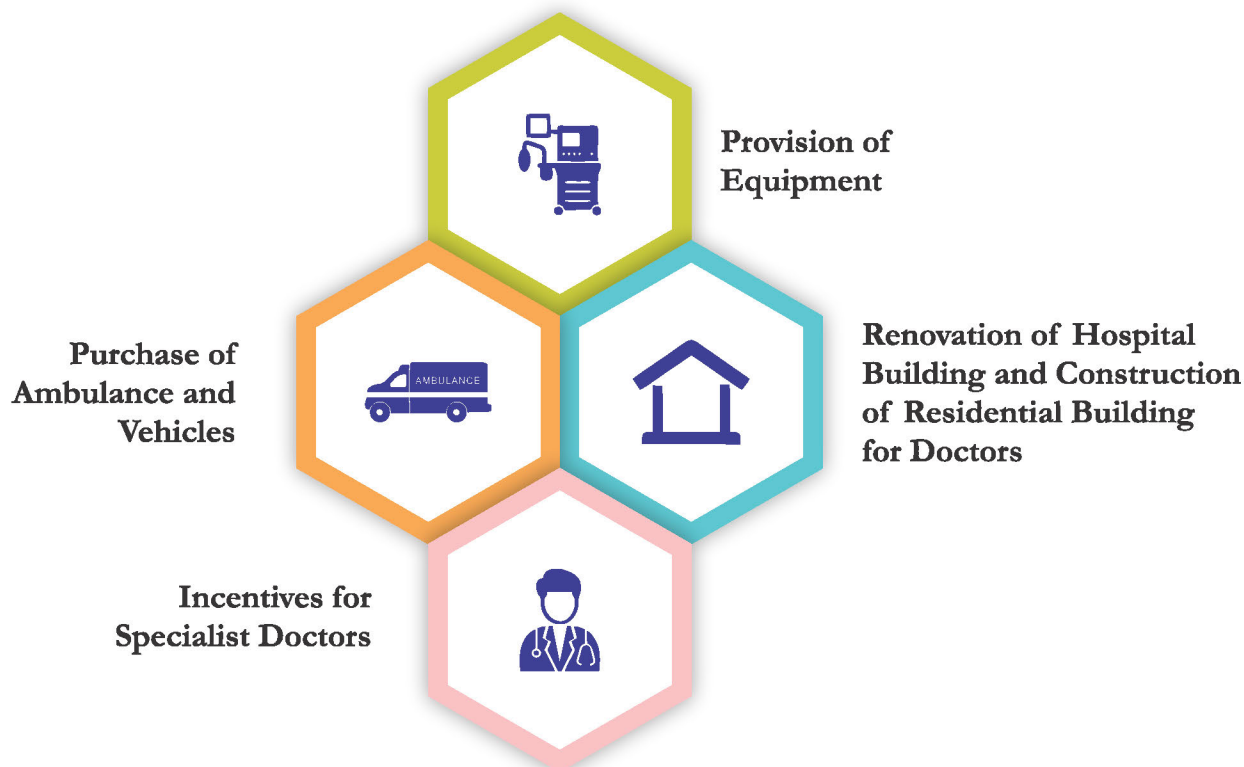 Provision of
Equipment
Purchase of
Ambulance and
Vehicles
AMBULANCE
Renovation of Hospital
Building and Construction
of Residential Building
for Doctors
Incentives for
Specialist Doctors